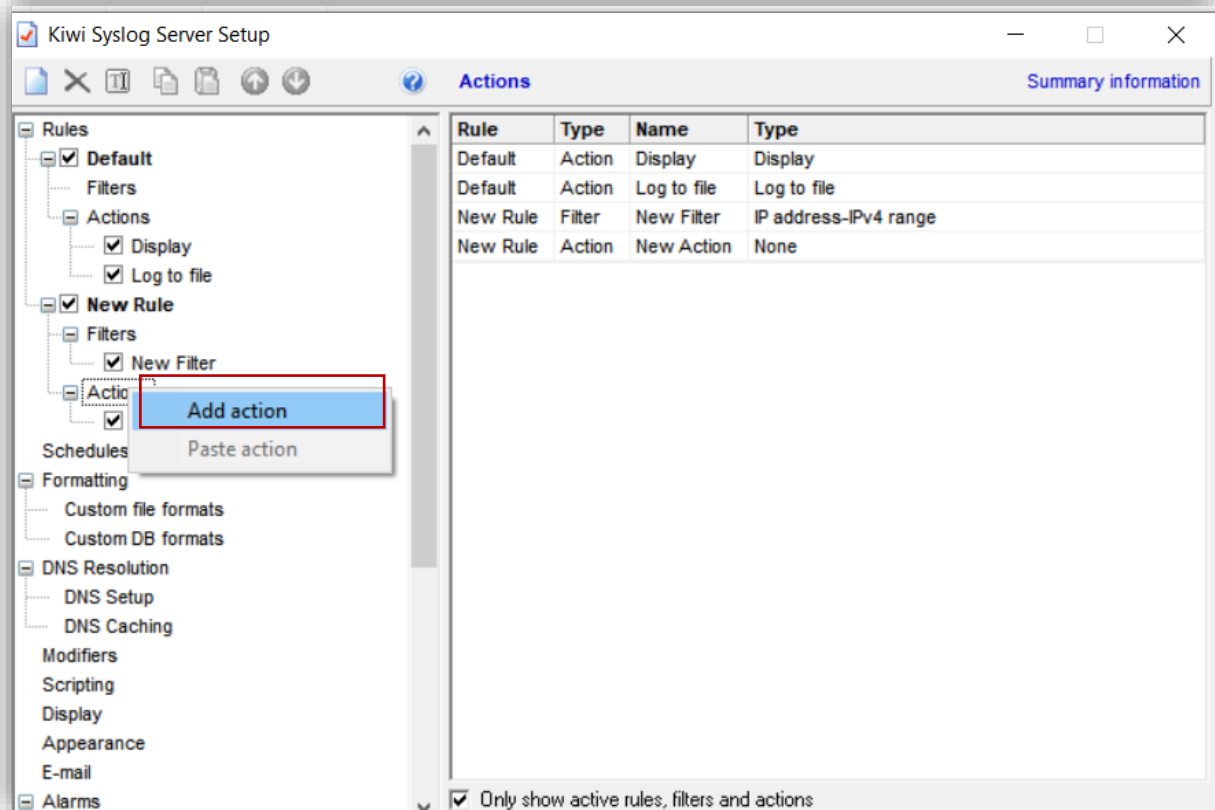 Kiwi Syslog Server Setup
Actions
Summary information
Rules
Default
Filters
Actions
Display
Log to file
New Rule
Filters
New Filter
Actio
Add action
Paste action
Schedules
Formatting
Custom file formats
Custom DB formats
DNS Resolution
DNS Setup
DNS Caching
Modifiers
Scripting
Display
Appearance
E-mail
Alarms
Rule Type Name Type
Default Action Display Display
Default Action Log to file Log to file
New Rule Filter New Filter IP address-IPv4 range
New Rule Action New Action None
Only show active rules, filters and actions